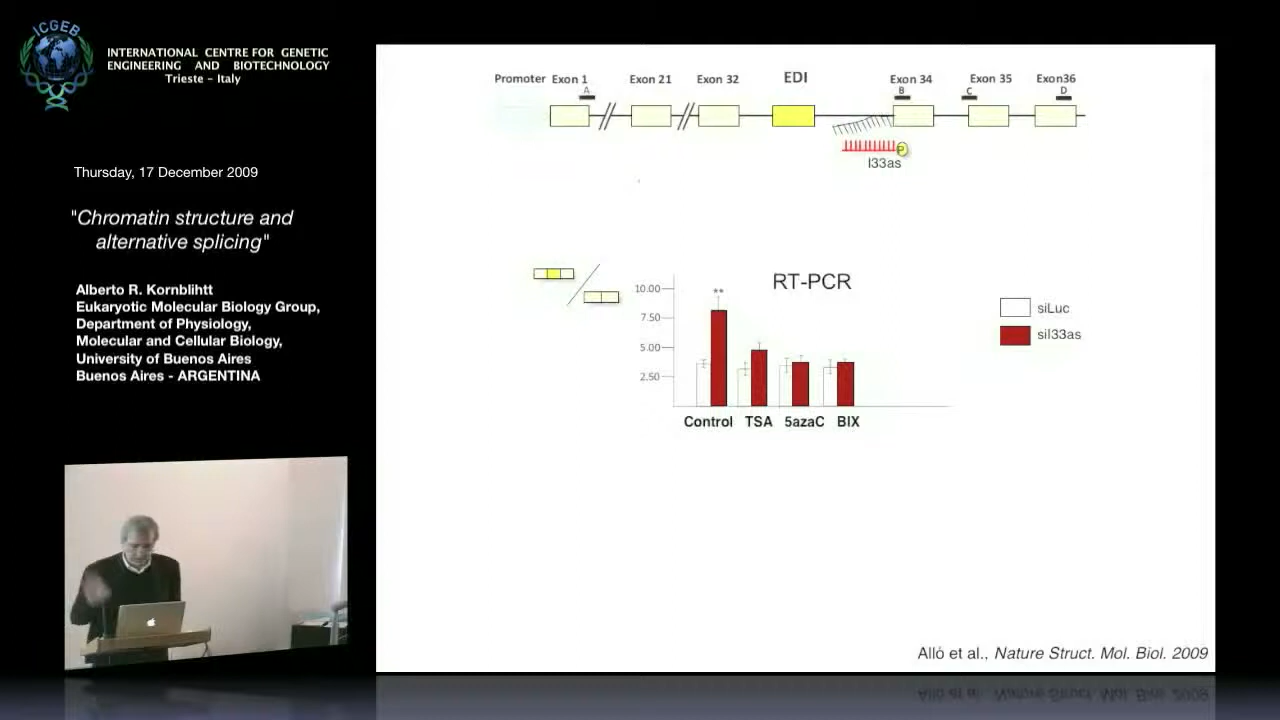 ICGEB
INTERNATIONAL CENTRE FOR GENETIC
ENGINEERING AND BIOTECHNOLOGY
Trieste - Italy
Thursday, 17 December 2009
"Chromatin structure and
alternative splicing"
Alberto R. Kornblihtt
Eukaryotic Molecular Biology Group,
Department of Physiology,
Molecular and Cellular Biology,
University of Buenos Aires
Buenos Aires - ARGENTINA
Promoter Exon 1 Exon 21 Exon 32 EDI Exon 34 Exon 35 Exon36
A B C D
P
I33as
RT-PCR
10.00
7.50
5.00
2.50
**
siLuc
siI33as
Control TSA 5azaC BIX
Alló et al., Nature Struct. Mol. Biol. 2009